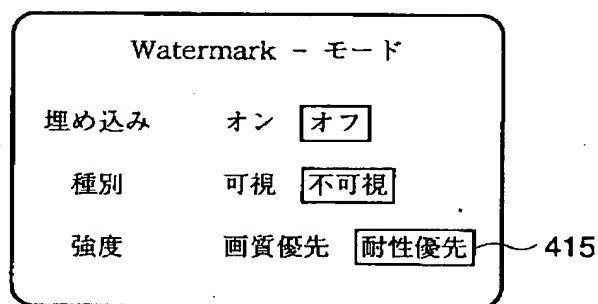 Watermark – モード
埋め込み オン オフ
種別 可視 不可視
強度 画質優先 耐性優先 415